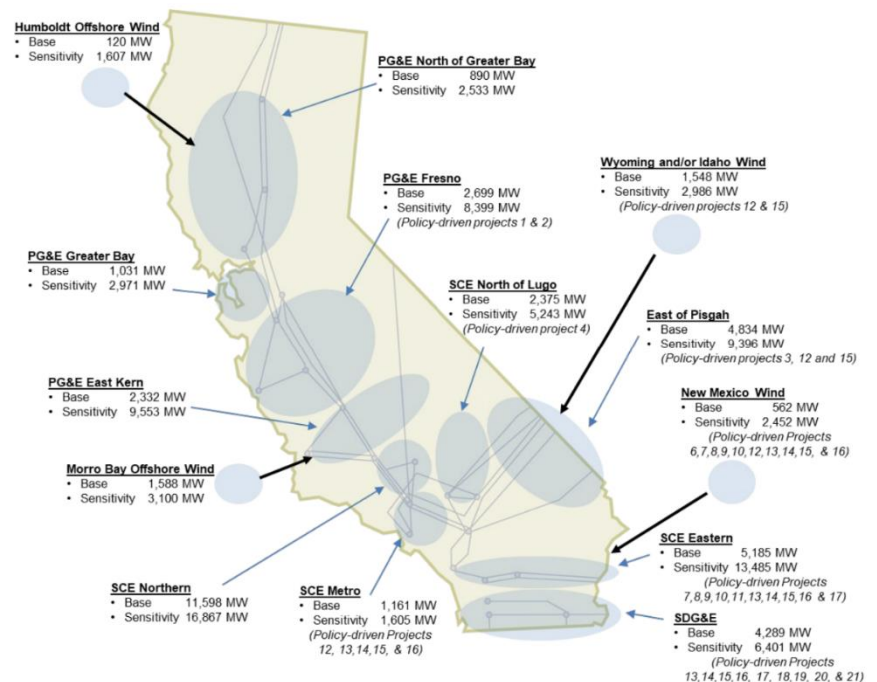 Humboldt Offshore Wind
• Base 120 MW
• Sensitivity 1,607 MW
PG&E North of Greater Bay
• Base 890 MW
• Sensitivity 2,533 MW
Wyoming and/or Idaho Wind
• Base 1,548 MW
• Sensitivity 2,986 MW
(Policy-driven projects 12 & 15)
PG&E Fresno
• Base 2,699 MW
• Sensitivity 8,399 MW
(Policy-driven projects 1 & 2)
PG&E Greater Bay
• Base 1,031 MW
• Sensitivity 2,971 MW
SCE North of Lugo
• Base 2,375 MW
• Sensitivity 5,243 MW
(Policy-driven project 4)
East of Pisgah
• Base 4,834 MW
• Sensitivity 9,396 MW
(Policy-driven projects 3, 12 and 15)
PG&E East Kern
• Base 2,332 MW
• Sensitivity 9,553 MW
New Mexico Wind
• Base 562 MW
• Sensitivity 2,452 MW
(Policy-driven Projects
6,7,8,9,10,12,13,14,15, & 16)
Morro Bay Offshore Wind
• Base 1,588 MW
• Sensitivity 3,100 MW
SCE Eastern
• Base 5,185 MW
• Sensitivity 13,485 MW
(Policy-driven Projects
7,8,9,10,11,13,14,15,16 & 17)
SCE Northern
• Base 11,598 MW
• Sensitivity 16,867 MW
SCE Metro
• Base 1,161 MW
• Sensitivity 1,605 MW
(Policy-driven Projects
12, 13,14,15, & 16)
SDG&E
• Base 4,289 MW
• Sensitivity 6,401 MW
(Policy-driven Projects
13,14,15,16, 17, 18,19, 20, & 21)